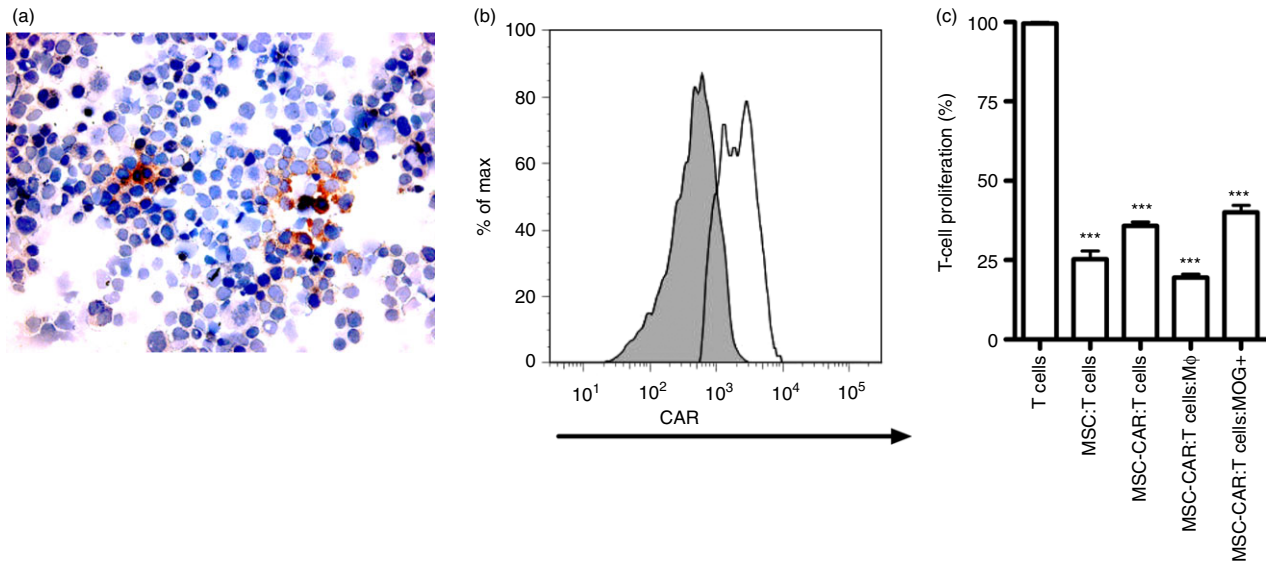 (a)
(b)
100
80
60
40
20
0
% of max
10¹ 10² 10³ 10⁴ 10⁵
CAR
(c)
100
75
50
25
0
T-cell proliferation (%)
***
***
***
***
T cells
MSC:T cells
MSC-CAR:T cells
MSC-CAR:T cells:Mϕ
MSC-CAR:T cells:MOG+